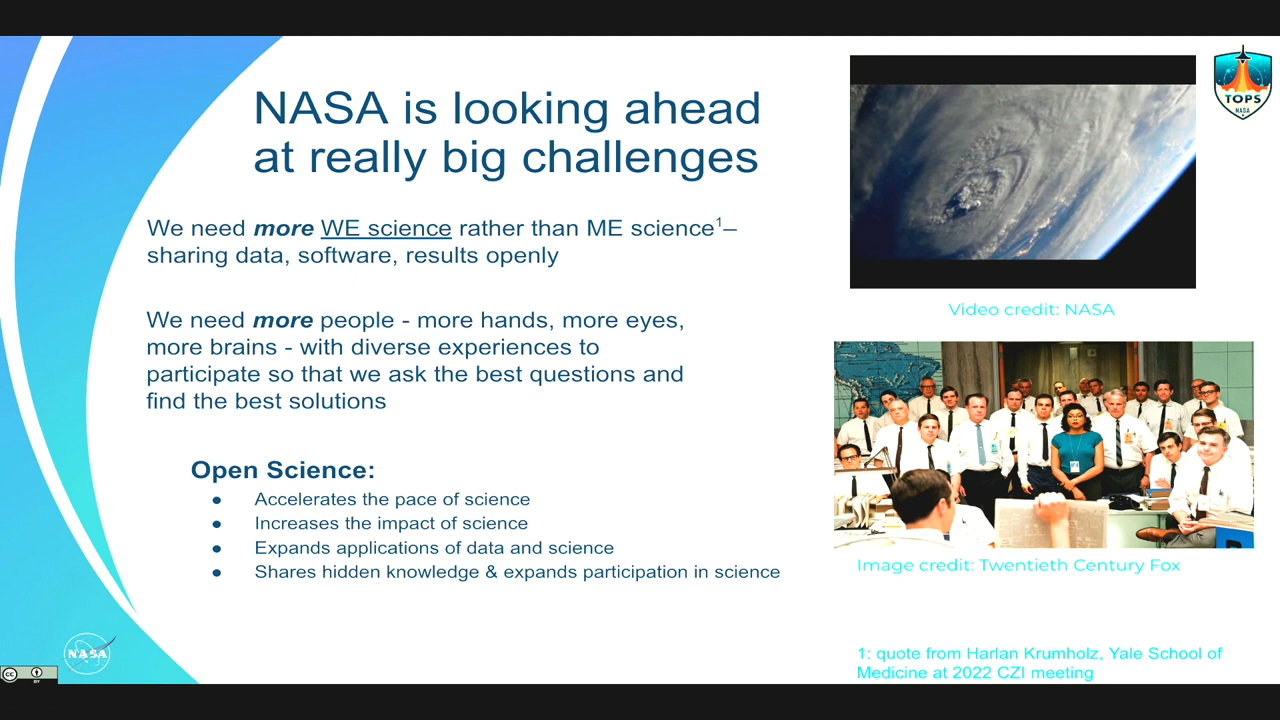 NASA is looking ahead
at really big challenges
We need more WE science rather than ME science1–
sharing data, software, results openly
We need more people - more hands, more eyes,
more brains - with diverse experiences to
participate so that we ask the best questions and
find the best solutions
Open Science:
● Accelerates the pace of science
● Increases the impact of science
● Expands applications of data and science
● Shares hidden knowledge & expands participation in science
TOPS
NASA
Video credit: NASA
Image credit: Twentieth Century Fox
1: quote from Harlan Krumholz, Yale School of
Medicine at 2022 CZI meeting
NASA
cc
BY